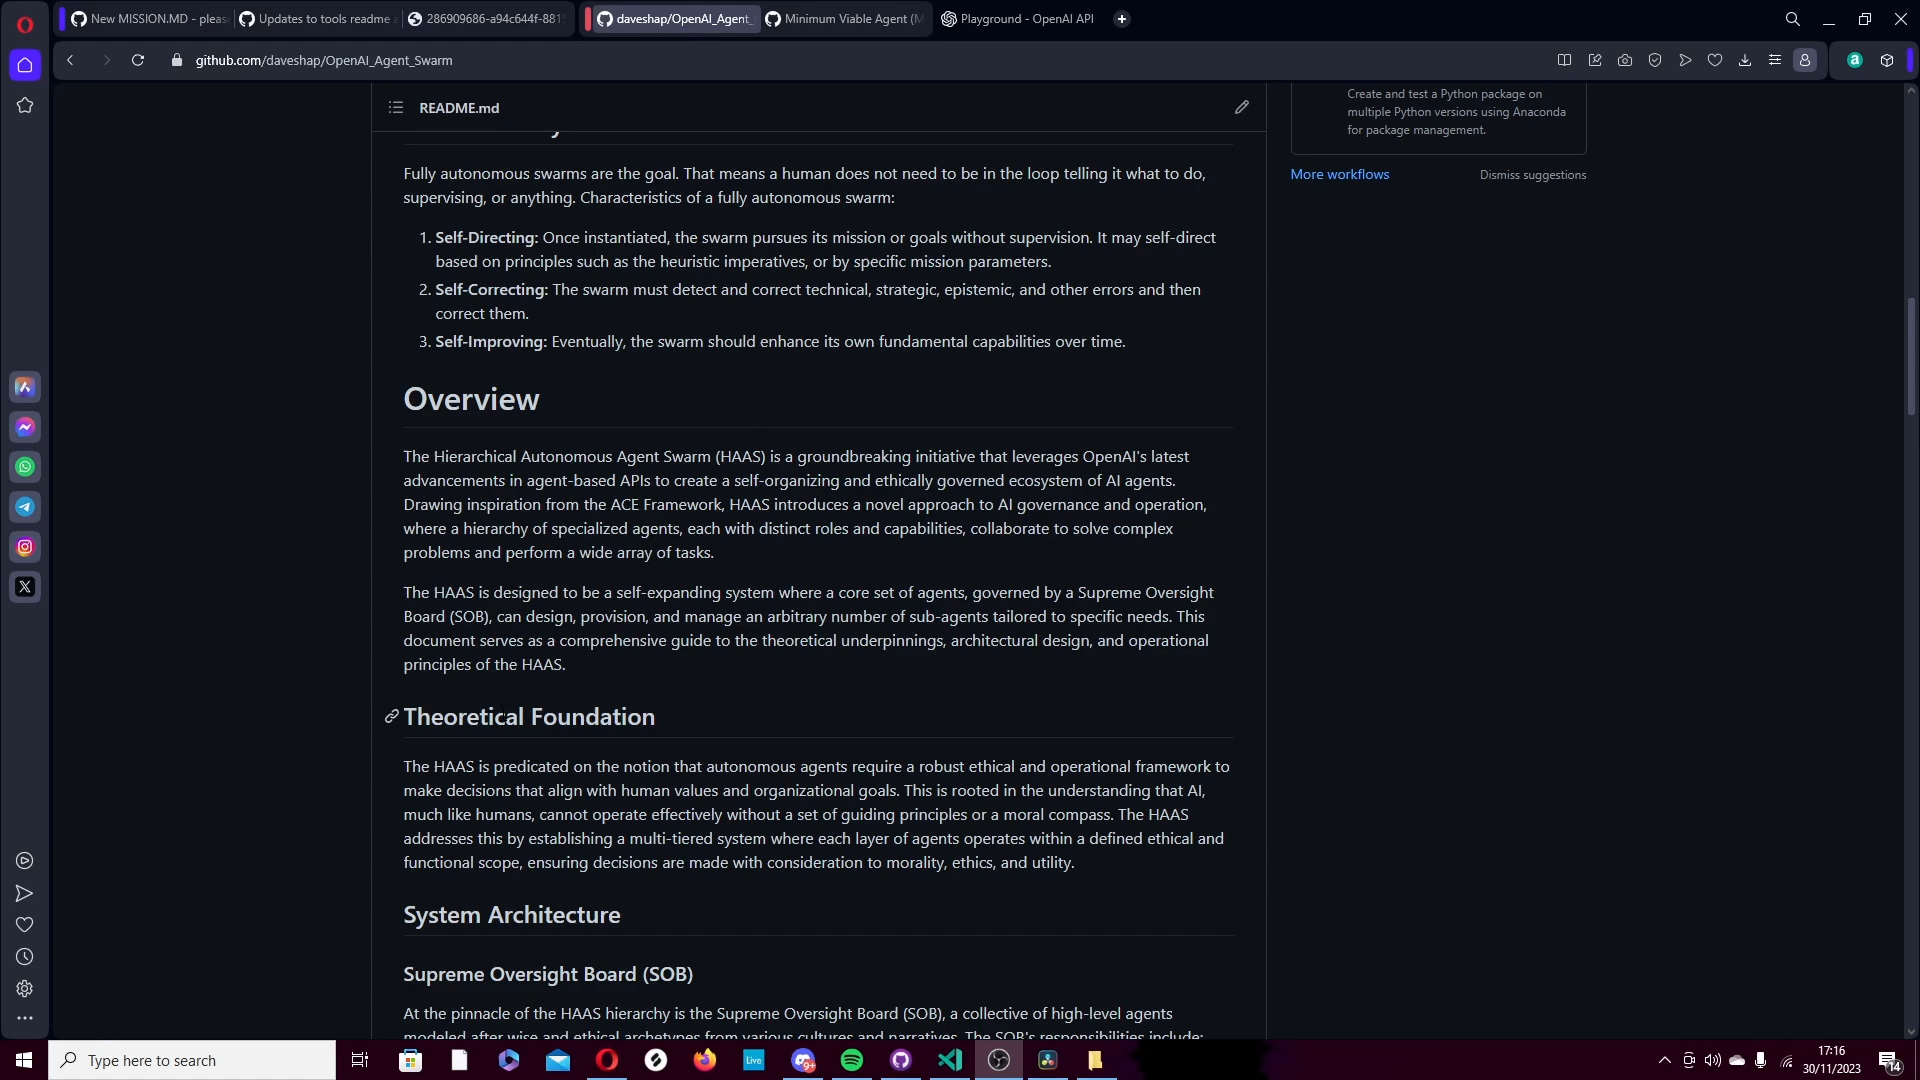 New MISSION.MD - pleas
Updates to tools readme a
286909686-a94c644f-881
daveshap/OpenAI_Agent_
Minimum Viable Agent (M
Playground - OpenAI API
github.com/daveshap/OpenAI_Agent_Swarm
README.md
Fully autonomous swarms are the goal. That means a human does not need to be in the loop telling it what to do,
supervising, or anything. Characteristics of a fully autonomous swarm:
1. Self-Directing: Once instantiated, the swarm pursues its mission or goals without supervision. It may self-direct
based on principles such as the heuristic imperatives, or by specific mission parameters.
2. Self-Correcting: The swarm must detect and correct technical, strategic, epistemic, and other errors and then
correct them.
3. Self-Improving: Eventually, the swarm should enhance its own fundamental capabilities over time.
Overview
The Hierarchical Autonomous Agent Swarm (HAAS) is a groundbreaking initiative that leverages OpenAI's latest
advancements in agent-based APIs to create a self-organizing and ethically governed ecosystem of AI agents.
Drawing inspiration from the ACE Framework, HAAS introduces a novel approach to AI governance and operation,
where a hierarchy of specialized agents, each with distinct roles and capabilities, collaborate to solve complex
problems and perform a wide array of tasks.
The HAAS is designed to be a self-expanding system where a core set of agents, governed by a Supreme Oversight
Board (SOB), can design, provision, and manage an arbitrary number of sub-agents tailored to specific needs. This
document serves as a comprehensive guide to the theoretical underpinnings, architectural design, and operational
principles of the HAAS.
Theoretical Foundation
The HAAS is predicated on the notion that autonomous agents require a robust ethical and operational framework to
make decisions that align with human values and organizational goals. This is rooted in the understanding that AI,
much like humans, cannot operate effectively without a set of guiding principles or a moral compass. The HAAS
addresses this by establishing a multi-tiered system where each layer of agents operates within a defined ethical and
functional scope, ensuring decisions are made with consideration to morality, ethics, and utility.
System Architecture
Supreme Oversight Board (SOB)
At the pinnacle of the HAAS hierarchy is the Supreme Oversight Board (SOB), a collective of high-level agents
modeled after wise and ethical archetypes from various cultures and narratives. The SOB's responsibilities include:
Create and test a Python package on
multiple Python versions using Anaconda
for package management.
More workflows
Dismiss suggestions
Type here to search
Live
9+
17:16
30/11/2023
14